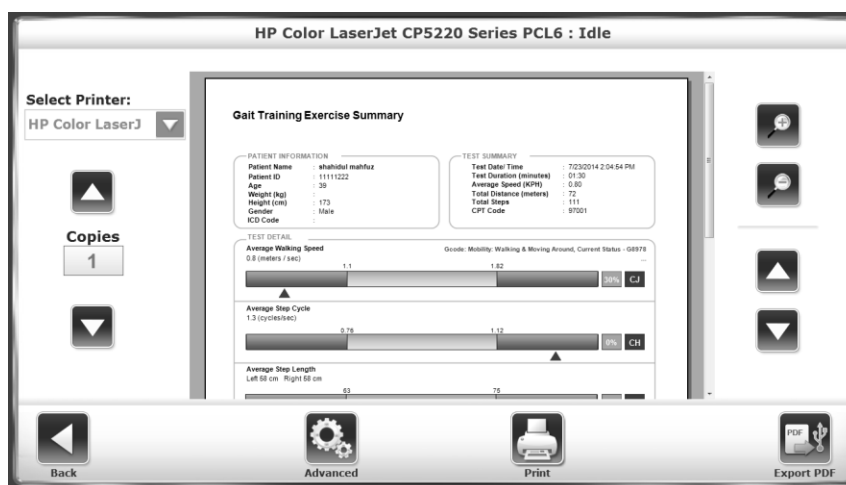 HP Color LaserJet CP5220 Series PCL6 : Idle
Select Printer:
HP Color LaserJ
Copies
1
Gait Training Exercise Summary
PATIENT INFORMATION
Patient Name : shahidul mahfuz
Patient ID : 11111222
Age : 39
Weight (kg) :
Height (cm) : 173
Gender : Male
ICD Code :
TEST SUMMARY
Test Date/ Time : 7/23/2014 2:04:54 PM
Test Duration (minutes) : 01:30
Average Speed (KPH) : 0.80
Total Distance (meters) : 72
Total Steps : 111
CPT Code : 97001
TEST DETAIL
Average Walking Speed
Gcode: Mobility: Walking & Moving Around, Current Status - G8978
0.8 (meters / sec) ...
1.1 1.62
30% CJ
Average Step Cycle
1.3 (cycles/sec)
0.76 1.12
0% CH
Average Step Length
Left 58 cm Right 58 cm
63 75
Back
Advanced
Print
PDF
Export PDF